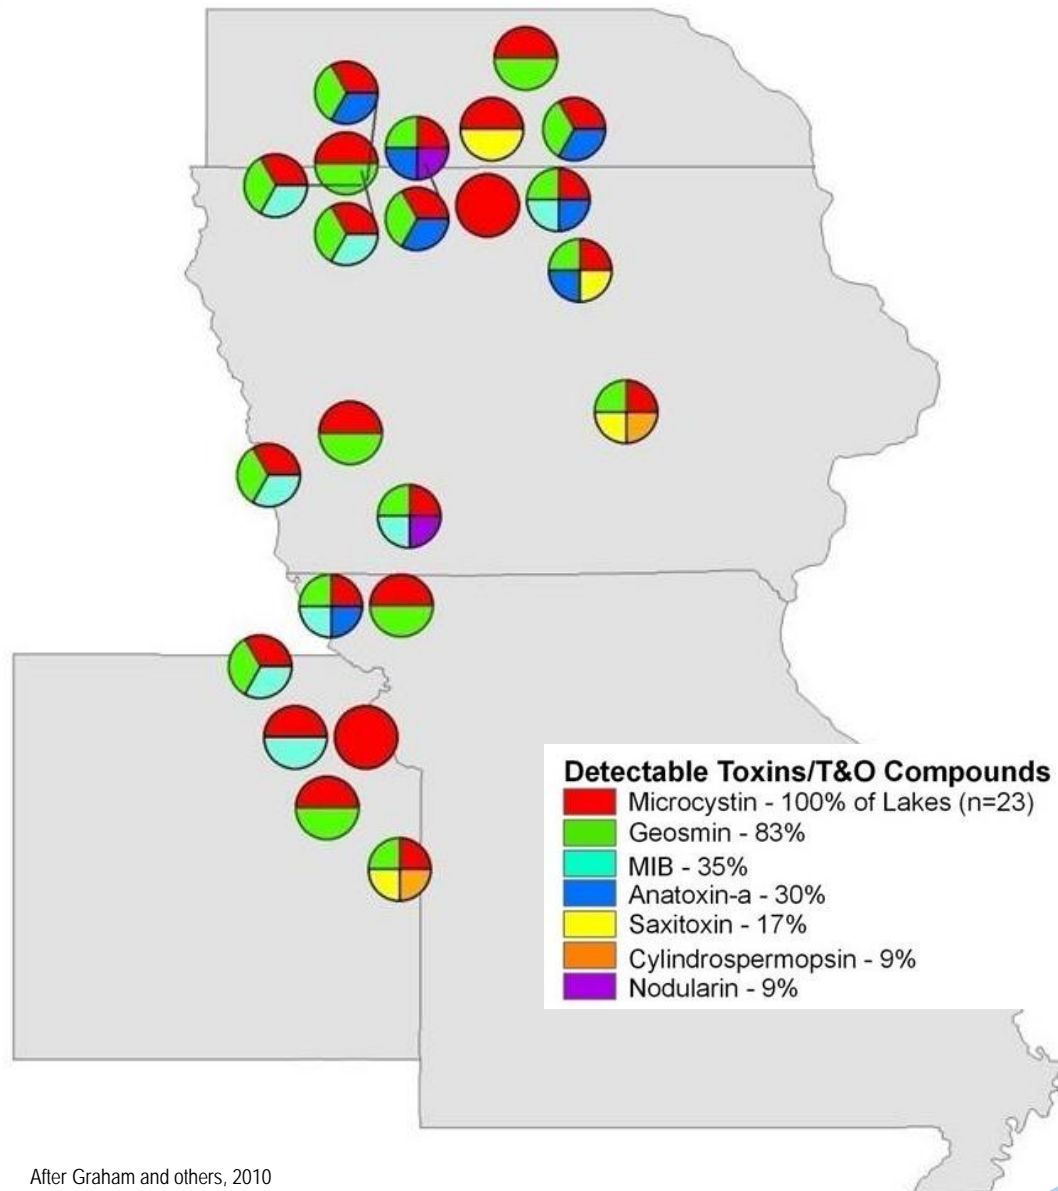 Detectable Toxins/T&O Compounds
Microcystin - 100% of Lakes (n=23)
Geosmin - 83%
MIB - 35%
Anatoxin-a - 30%
Saxitoxin - 17%
Cylindrospermopsin - 9%
Nodularin - 9%
After Graham and others, 2010